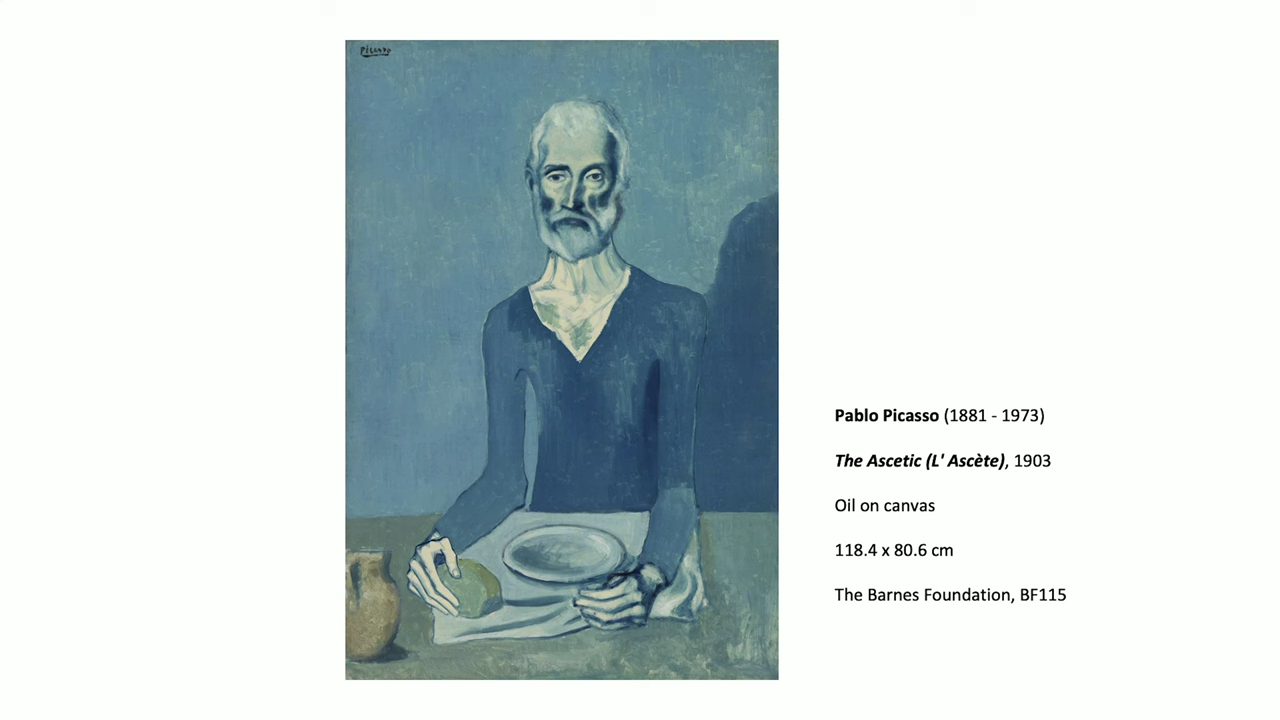 Picasso
Pablo Picasso (1881 - 1973)
The Ascetic (L' Ascète), 1903
Oil on canvas
118.4 x 80.6 cm
The Barnes Foundation, BF115